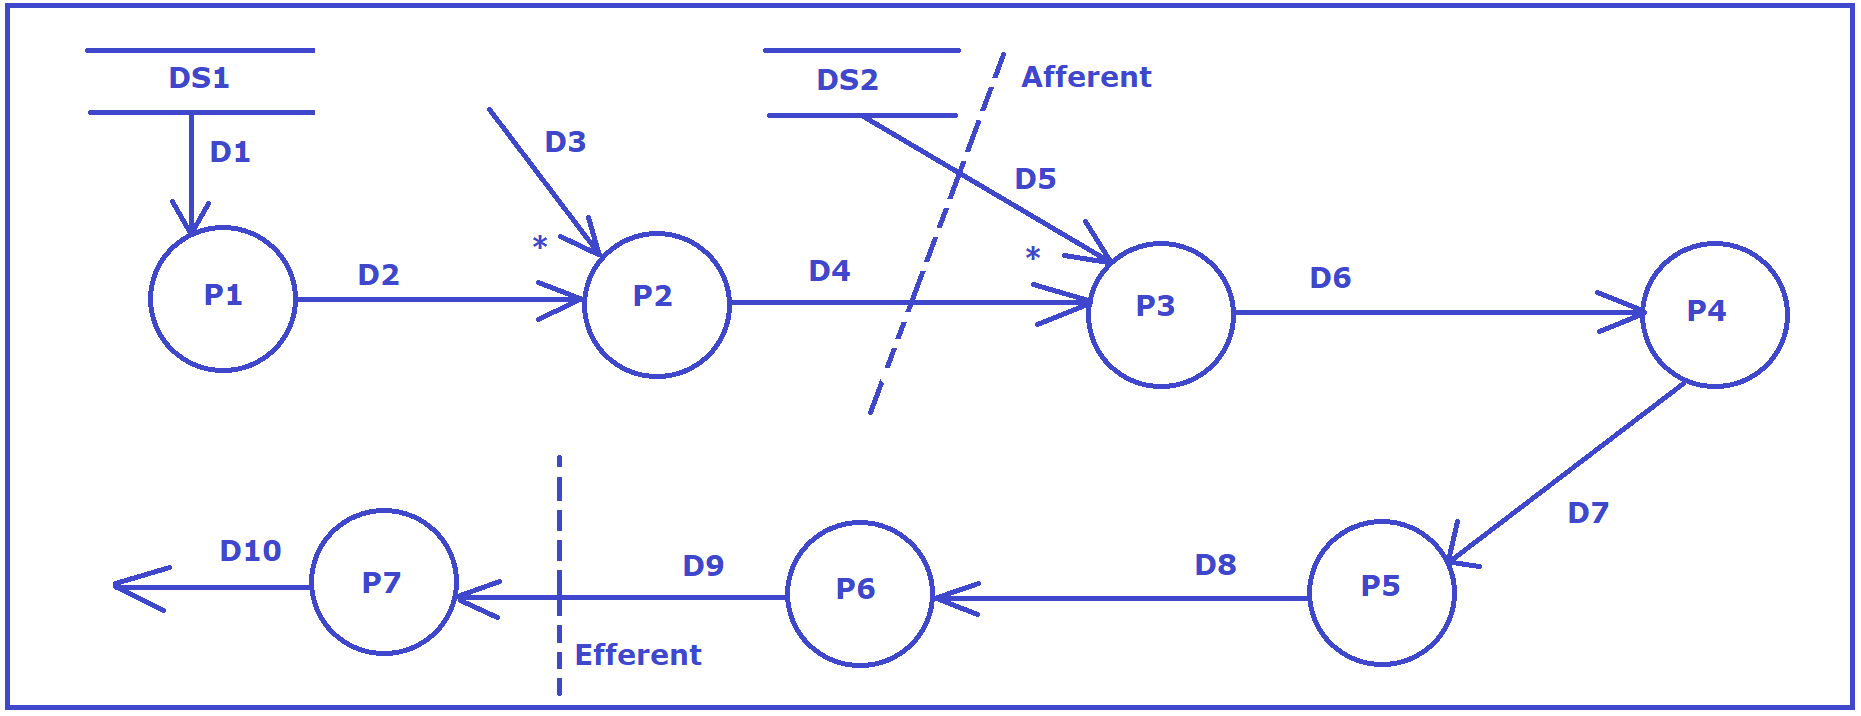 DS1
DS2
Afferent
D1
D3
D5
*
*
D2
D4
D6
P1
P2
P3
P4
D7
D10
D9
D8
P7
P6
P5
Efferent